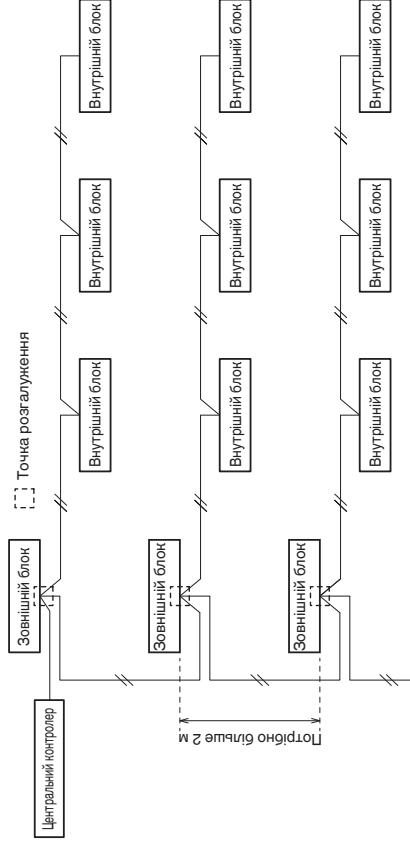 Точка розгалуження
Центральний контролер
Зовнішній блок
Внутрішній блок
Внутрішній блок
Внутрішній блок
Зовнішній блок
Внутрішній блок
Внутрішній блок
Внутрішній блок
Потрібно більше 2 м
Зовнішній блок
Внутрішній блок
Внутрішній блок
Внутрішній блок